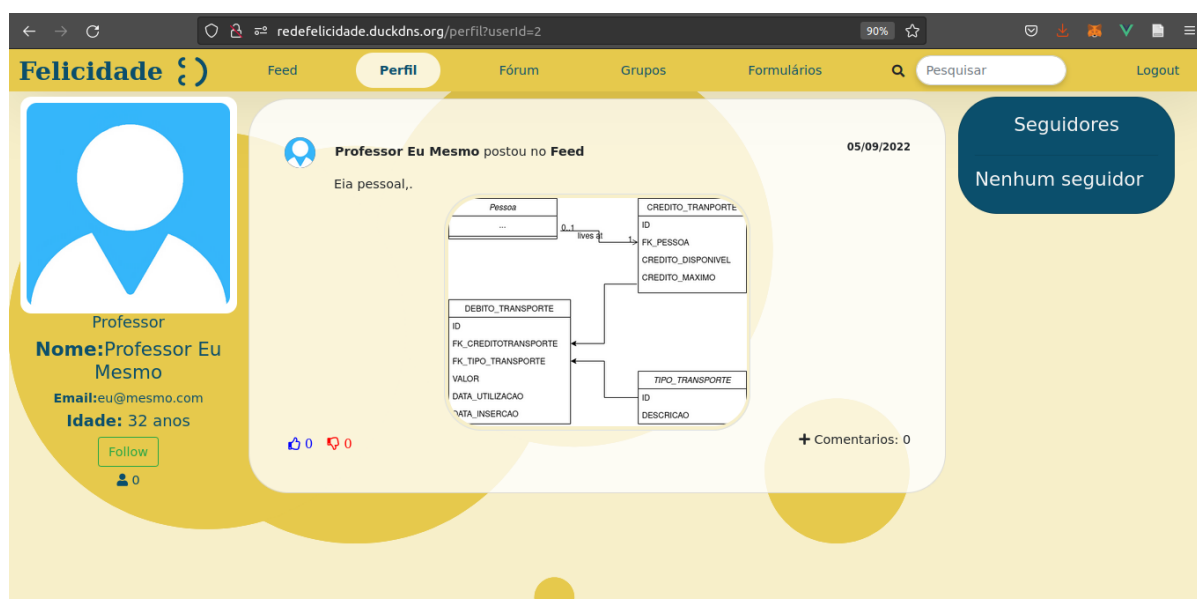 redefelicidade.duckdns.org/perfil?userId=2
90%
Felicidade :)
Feed
Perfil
Fórum
Grupos
Formulários
Pesquisar
Logout
Professor
Nome:Professor Eu
Mesmo
Email:eu@mesmo.com
Idade: 32 anos
Follow
0
Professor Eu Mesmo postou no Feed
05/09/2022
Eia pessoal,.
Pessoa
...
0..1
lives at
1
CREDITO_TRANPORTE
ID
FK_PESSOA
CREDITO_DISPONIVEL
CREDITO_MAXIMO
DEBITO_TRANSPORTE
ID
FK_CREDITOTRANSPORTE
FK_TIPO_TRANSPORTE
VALOR
DATA_UTILIZACAO
DATA_INSERCAO
TIPO_TRANSPORTE
ID
DESCRICAO
0 0
+ Comentarios: 0
Seguidores
Nenhum seguidor